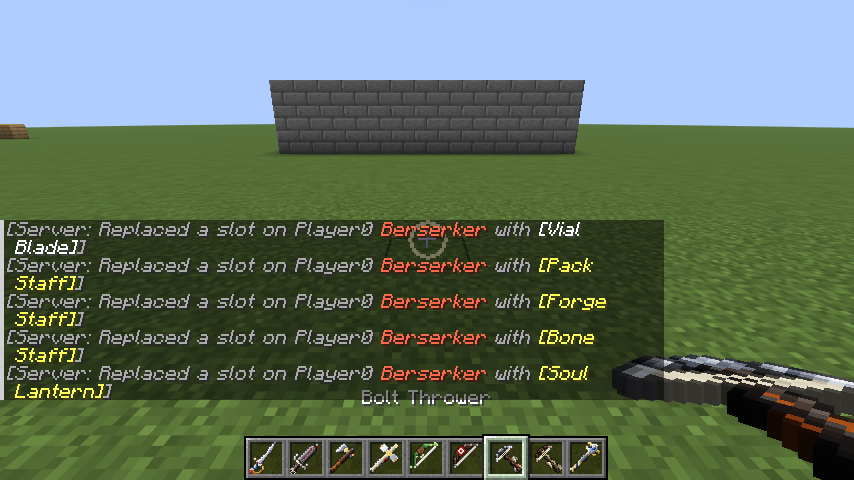 [Server: Replaced a slot on Player0 Berserker with [Vial
Blade]]
[Server: Replaced a slot on Player0 Berserker with [Pack
Staff]]
[Server: Replaced a slot on Player0 Berserker with [Forge
Staff]]
[Server: Replaced a slot on Player0 Berserker with [Bone
Staff]]
[Server: Replaced a slot on Player0 Berserker with [Soul
Lantern]]
Bolt Thrower